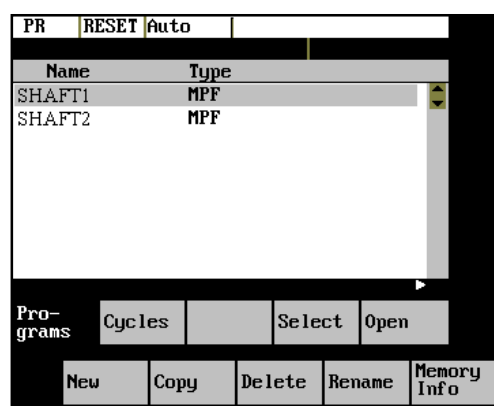 PR RESET Auto
Name Type
SHAFT1 MPF
SHAFT2 MPF
Pro-
grams Cycles Select Open
New Copy Delete Rename Memory
Info